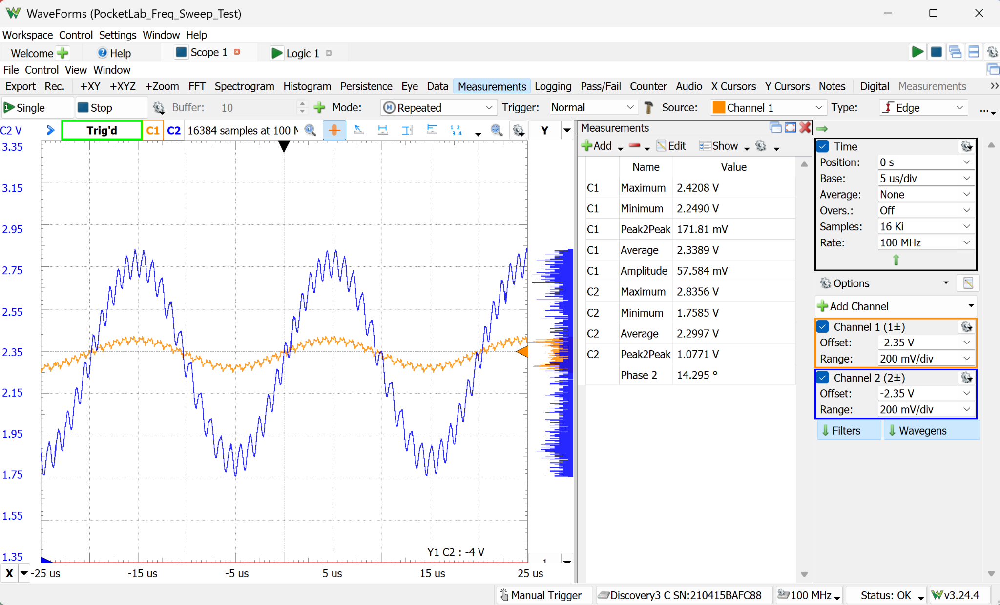 WaveForms (PocketLab_Freq_Sweep_Test)
Workspace Control Settings Window Help
Welcome Help Scope 1 Logic 1
File Control View Window
Export Rec. +XY +XYZ +Zoom FFT Spectrogram Histogram Persistence Eye Data Measurements Logging Pass/Fail Counter Audio X Cursors Y Cursors Notes Digital Measurements »
Single Stop Buffer: 10 Mode: Repeated Trigger: Normal Source: Channel 1 Type: Edge ...
C2 V Trig'd C1 C2 16384 samples at 100 Y
3.35
3.15
2.95
2.75
2.55
2.35
2.15
1.95
1.75
1.55
1.35
Y1 C2 : -4 V
1
X -25 us -15 us -5 us 5 us 15 us 25 us
Measurements
Add Edit Show
Name Value
C1 Maximum 2.4208 V
C1 Minimum 2.2490 V
C1 Peak2Peak 171.81 mV
C1 Average 2.3389 V
C1 Amplitude 57.584 mV
C2 Maximum 2.8356 V
C2 Minimum 1.7585 V
C2 Average 2.2997 V
C2 Peak2Peak 1.0771 V
Phase 2 14.295 °
Time
Position: 0 s
Base: 5 us/div
Average: None
Overs.: Off
Samples: 16 Ki
Rate: 100 MHz
Options
Add Channel
Channel 1 (1±)
Offset: -2.35 V
Range: 200 mV/div
Channel 2 (2±)
Offset: -2.35 V
Range: 200 mV/div
Filters Wavegens
Manual Trigger Discovery3 C SN:210415BAFC88 100 MHz Status: OK v3.24.4